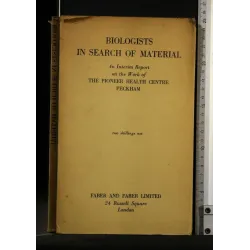 BIOLOGISTS
IN SEARCH OF MATERIAL
An Interim Report
on the Work of
THE PIONEER HEALTH CENTRE
PECKHAM
FABER AND FABER LIMITED
24 Russell Square
London